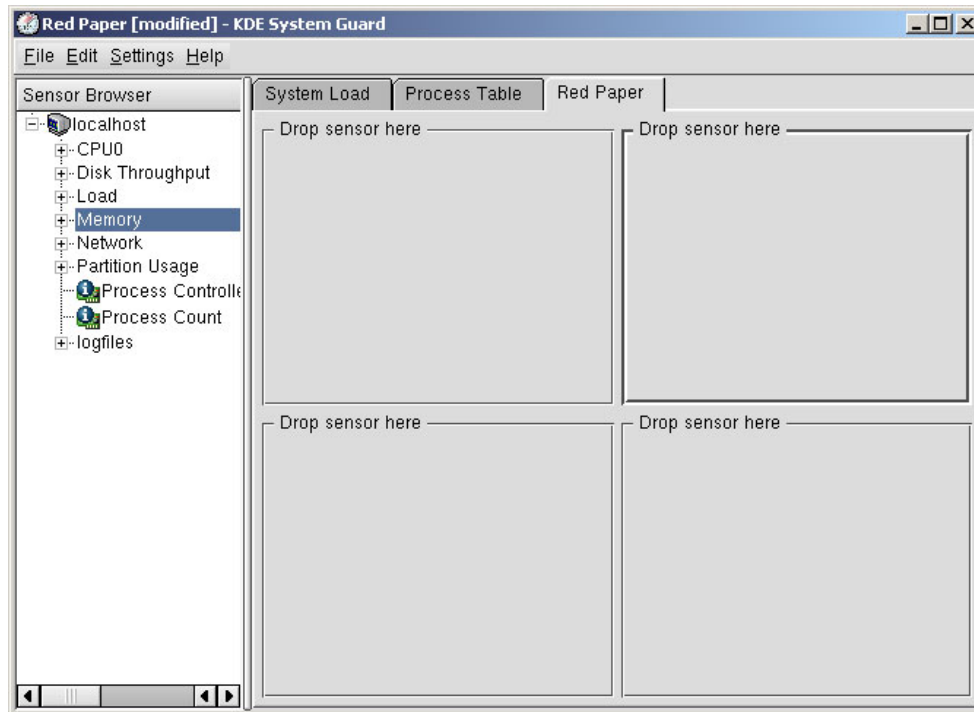 Red Paper [modified] - KDE System Guard
File Edit Settings Help
Sensor Browser
localhost
CPU0
Disk Throughput
Load
Memory
Network
Partition Usage
Process Controlle
Process Count
logfiles
System Load Process Table Red Paper
Drop sensor here Drop sensor here
Drop sensor here Drop sensor here